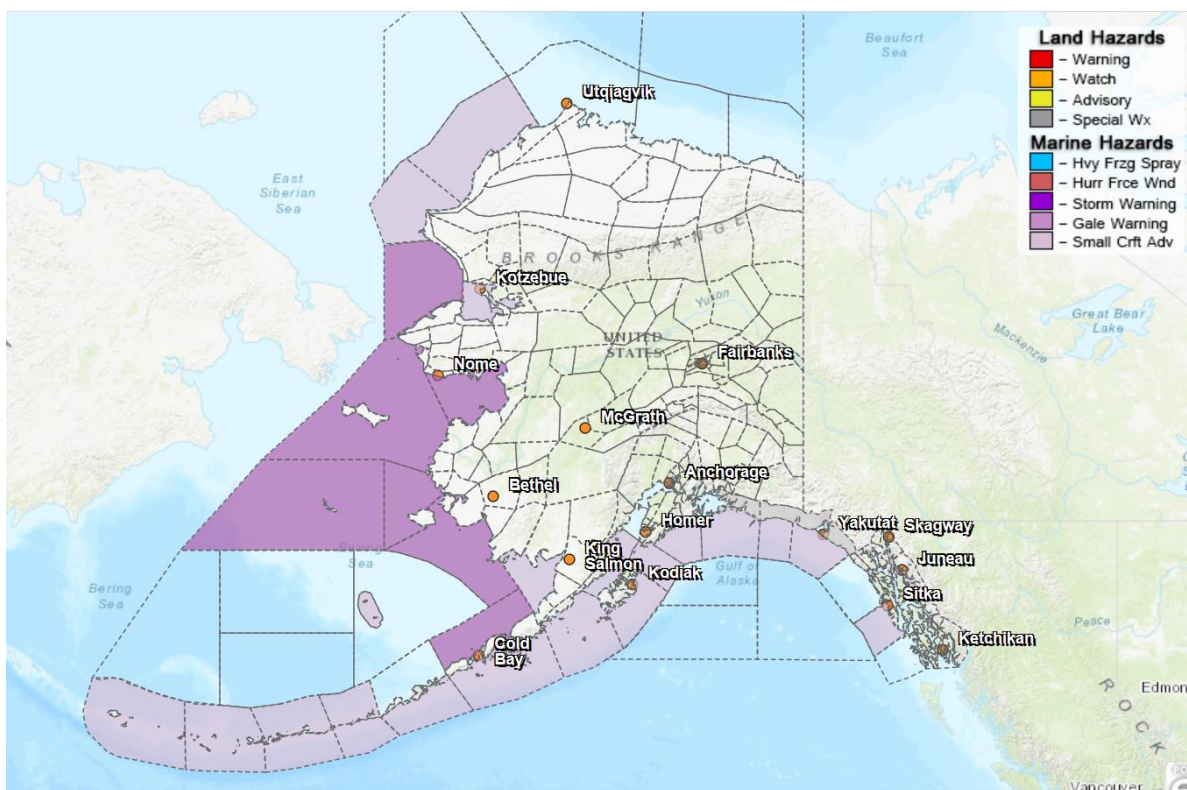 Land Hazards
– Warning
– Watch
– Advisory
– Special Wx
Marine Hazards
– Hvy Frzg Spray
– Hurr Frce Wnd
– Storm Warning
– Gale Warning
– Small Crft Adv
Beaufort
Sea
Utqiagvik
East
Siberian
Sea
BROOKS RANGE
Kotzebue
Yukon
Great Bear
Lake
Mackenzie
UNITED
STATES
Fairbanks
Nome
McGrath
Anchorage
Bethel
Homer
Yakutat
Skagway
King
Salmon
Kodiak
Juneau
Gulf of
Alaska
Bering
Sea
Sitka
Peace
Cold
Bay
Ketchikan
Edmon
ROCK
Vancouver